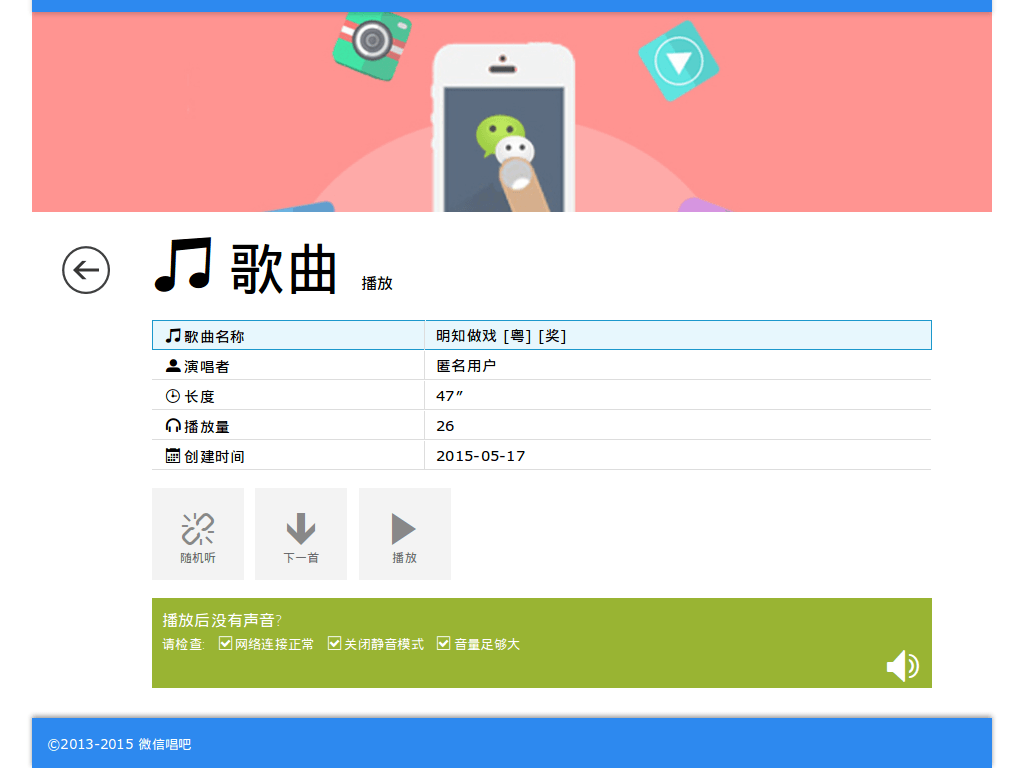 歌曲 播放
歌曲名称 明知做戏 [粤] [奖]
演唱者 匿名用户
长度 47″
播放量 26
创建时间 2015-05-17
随机听 下一首 播放
播放后没有声音?
请检查: 网络连接正常 关闭静音模式 音量足够大
©2013-2015 微信唱吧